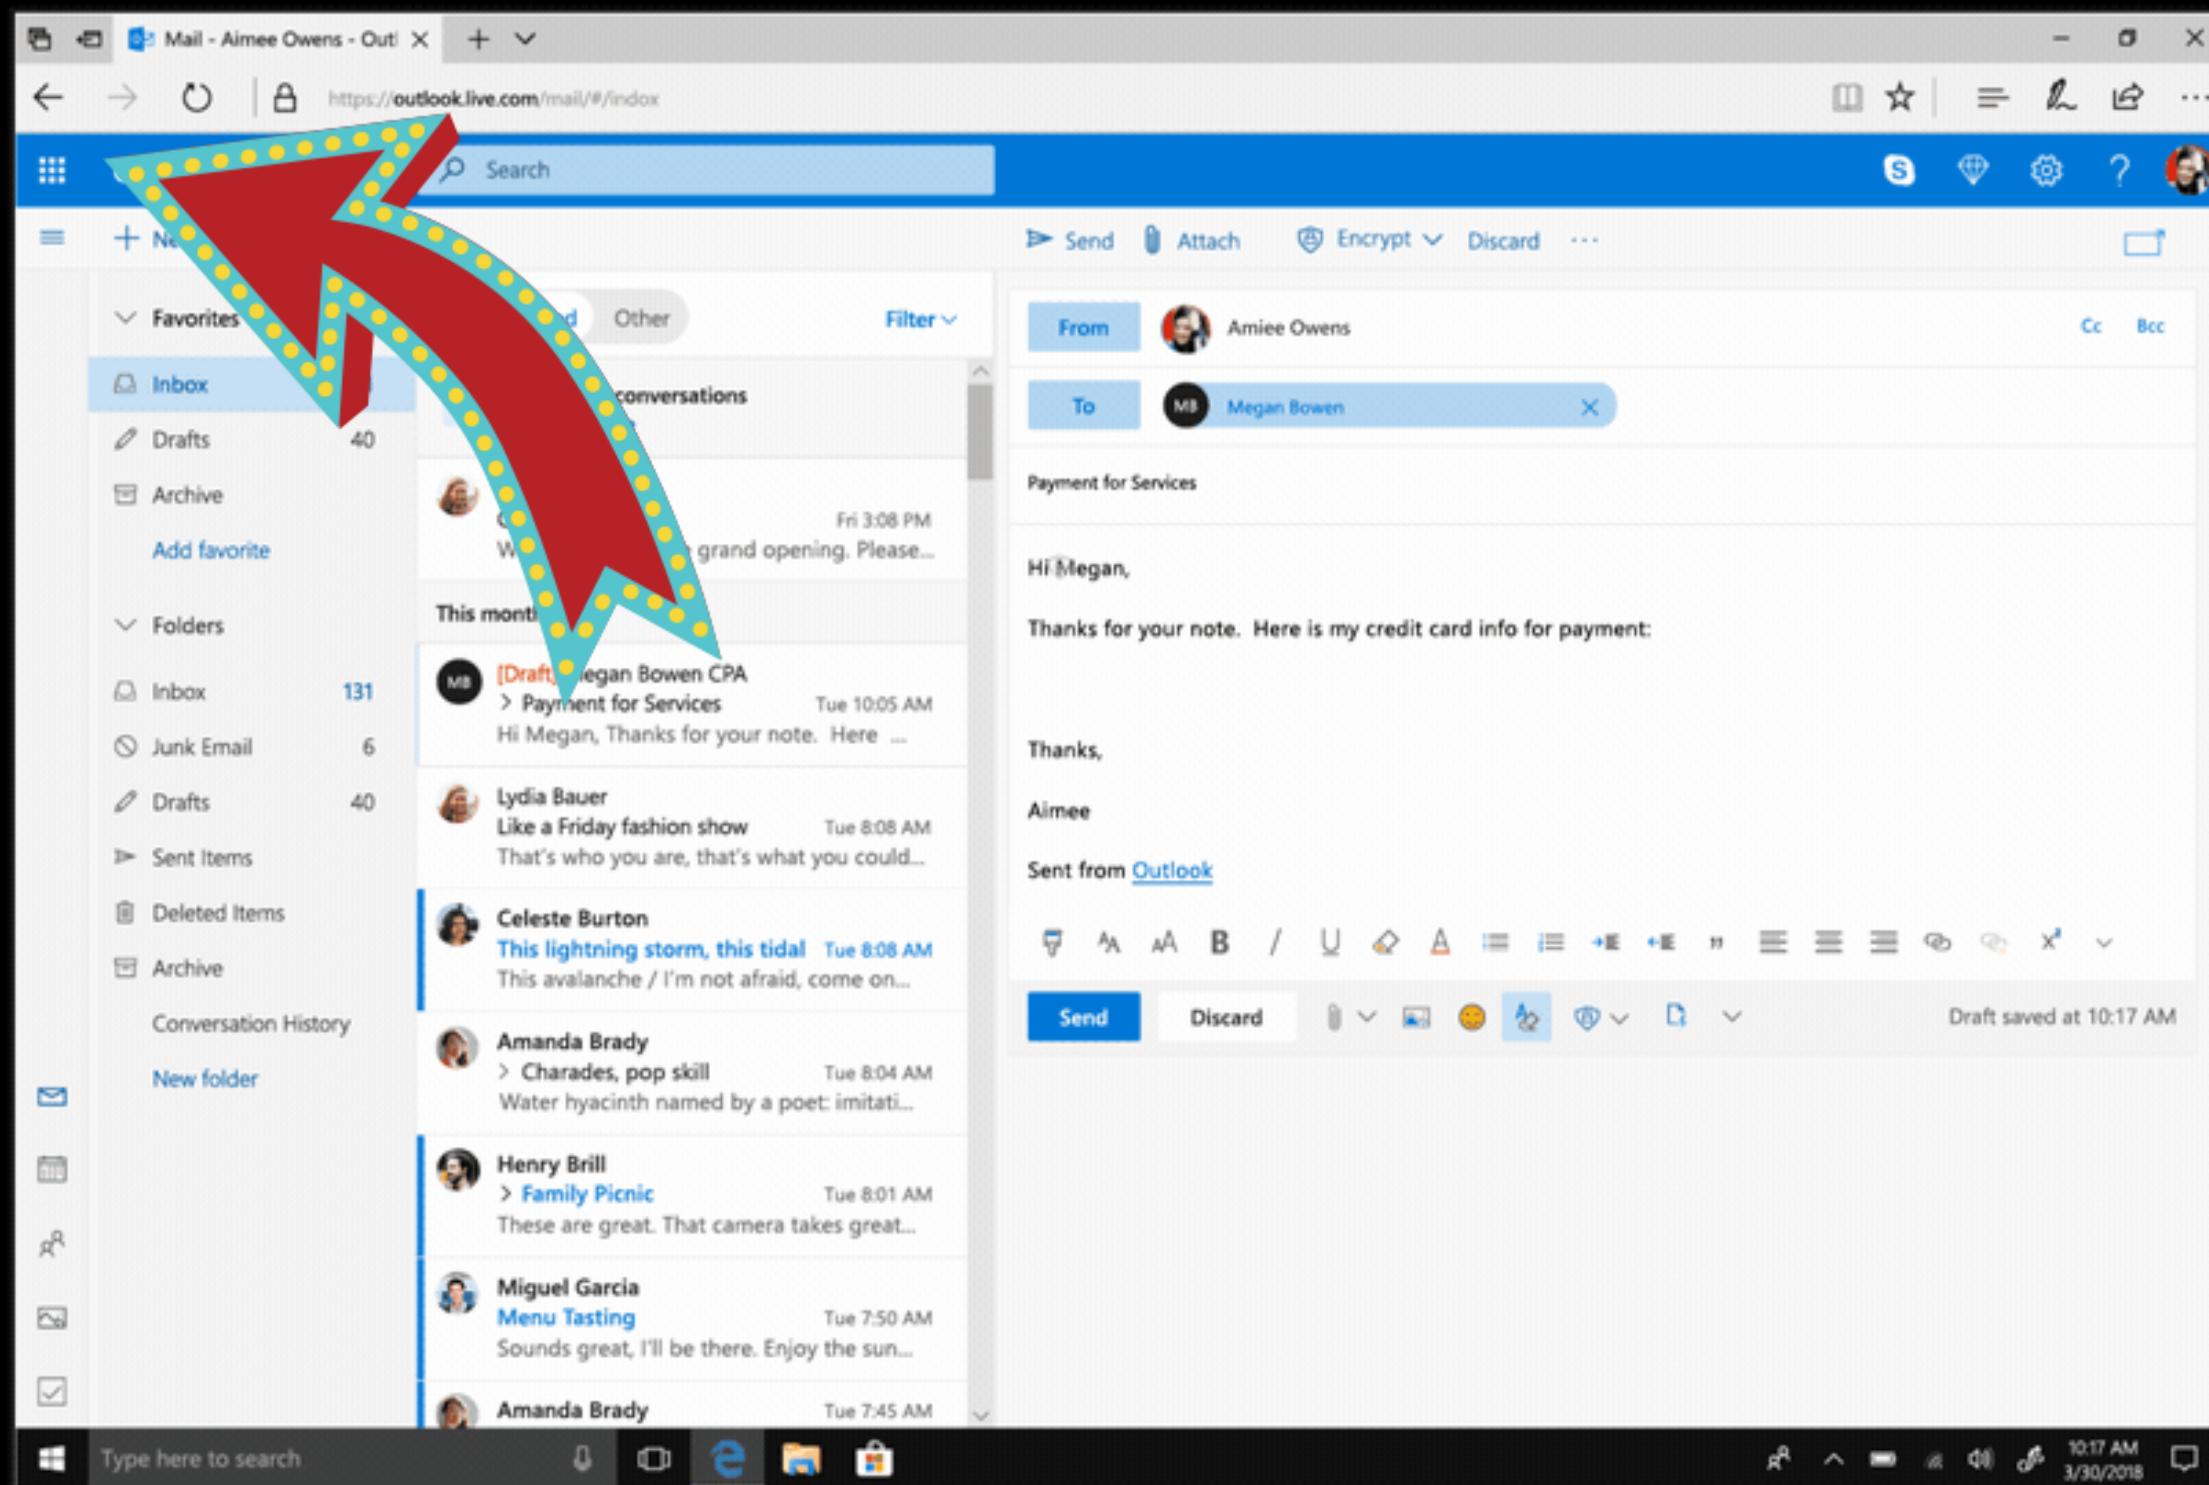 Mail - Aimee Owens - Outl
https://outlook.live.com/mail/#/indox
Search
Send Attach Encrypt Discard
Other
Filter
Favorites
Inbox
Drafts 40
Archive
Add favorite
Folders
Inbox 131
Junk Email 6
Drafts 40
Sent Items
Deleted Items
Archive
Conversation History
New folder
conversations
Fri 3:08 PM
grand opening. Please...
This month
[Draft] Megan Bowen CPA
> Payment for Services Tue 10:05 AM
Hi Megan, Thanks for your note. Here ...
Lydia Bauer
Like a Friday fashion show Tue 8:08 AM
That's who you are, that's what you could...
Celeste Burton
This lightning storm, this tidal Tue 8:08 AM
This avalanche / I'm not afraid, come on...
Amanda Brady
> Charades, pop skill Tue 8:04 AM
Water hyacinth named by a poet: imitati...
Henry Brill
> Family Picnic Tue 8:01 AM
These are great. That camera takes great...
Miguel Garcia
Menu Tasting Tue 7:50 AM
Sounds great, I'll be there. Enjoy the sun...
Amanda Brady Tue 7:45 AM
From Amiee Owens Cc Bcc
To MB Megan Bowen
Payment for Services
Hi Megan,
Thanks for your note. Here is my credit card info for payment:
Thanks,
Aimee
Sent from Outlook
Send Discard Draft saved at 10:17 AM
Type here to search
10:17 AM
3/30/2018